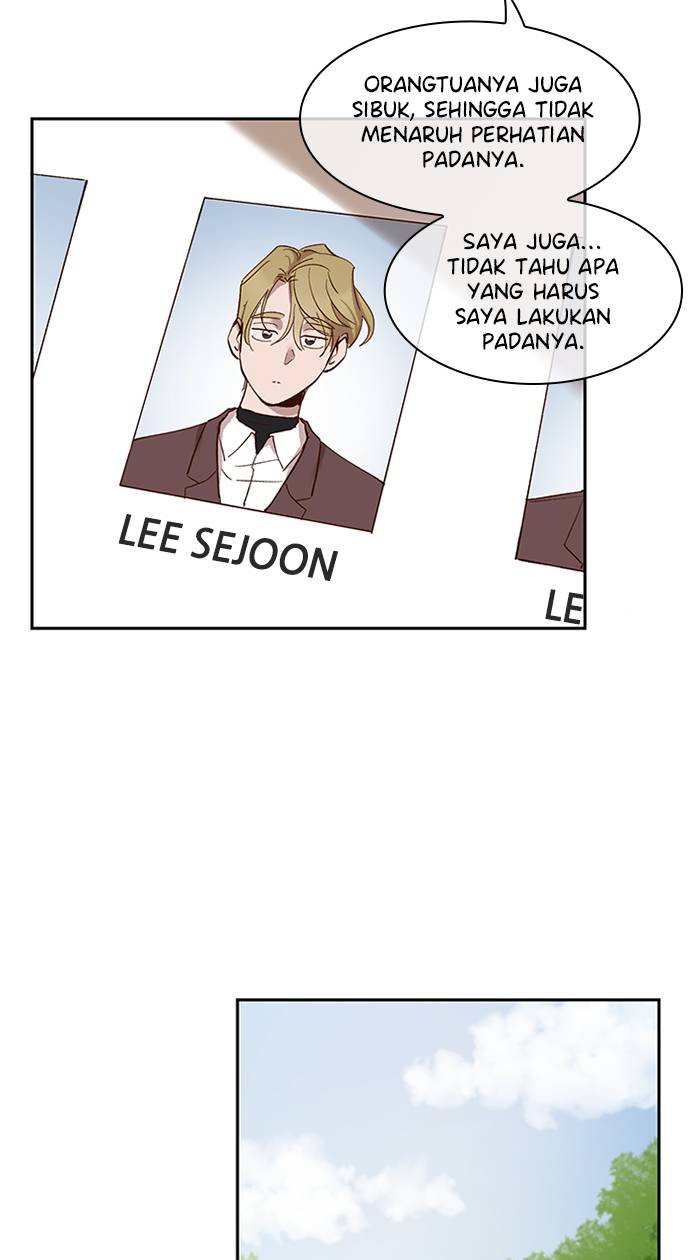 ORANGTUANYA JUGA
SIBUK, SEHINGGA TIDAK
MENARUH PERHATIAN
PADANYA.
SAYA JUGA...
TIDAK TAHU APA
YANG HARUS
SAYA LAKUKAN
PADANYA.
LEE SEJOON
LE